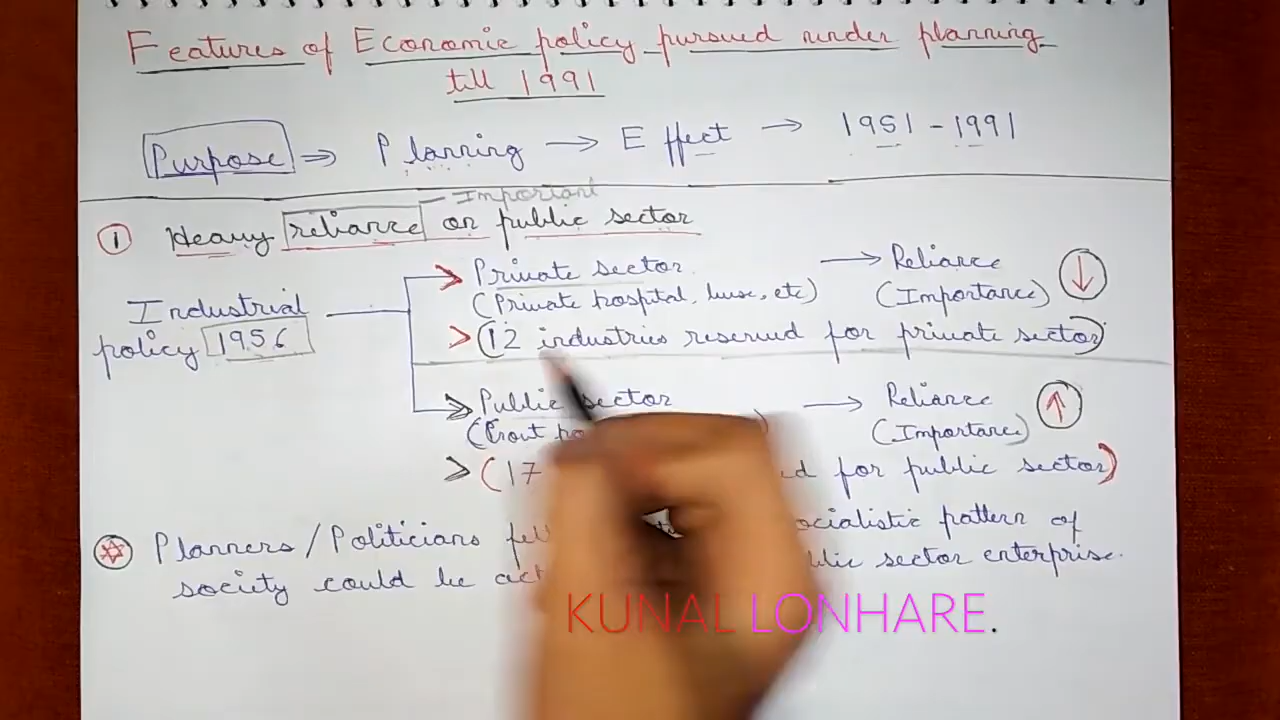 Features of Economic policy pursued under planning
till 1991
Purpose ⇒ Planning → Effect → 1951 - 1991
Important
① Heavy reliance on public sector
> Private sector → Reliance ↓
(Private hospital, buse, etc) (Importance)
Industrial
policy 1956
> (12 industries reserved for private sector)
> Public sector → Reliance ↑
(Importance)
> (17 for public sector)
Planners/Politicians socialistic pattern of
society could be sector enterprise.
KUNAL LONHARE.